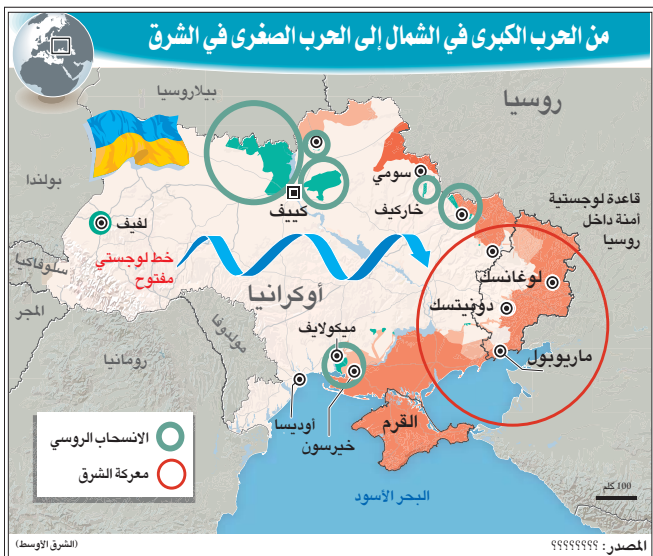 من الحرب الكبرى في الشمال إلى الحرب الصغرى في الشرق
روسيا
بيلاروسيا
بولندا
سومي
خاركيف
كييف
لفيف
قاعدة لوجستية
آمنة داخل
روسيا
خط لوجستي
مفتوح
سلوفاكيا
المجر
رومانيا
مولدوفا
أوكرانيا
لوغانسك
دونيتسك
ماريوبول
ميكولايف
أوديسا
خيرسون
القرم
البحر الأسود
الانسحاب الروسي
معركة الشرق
100 كلم
المصدر: ؟؟؟؟؟؟؟؟
(الشرق الأوسط)